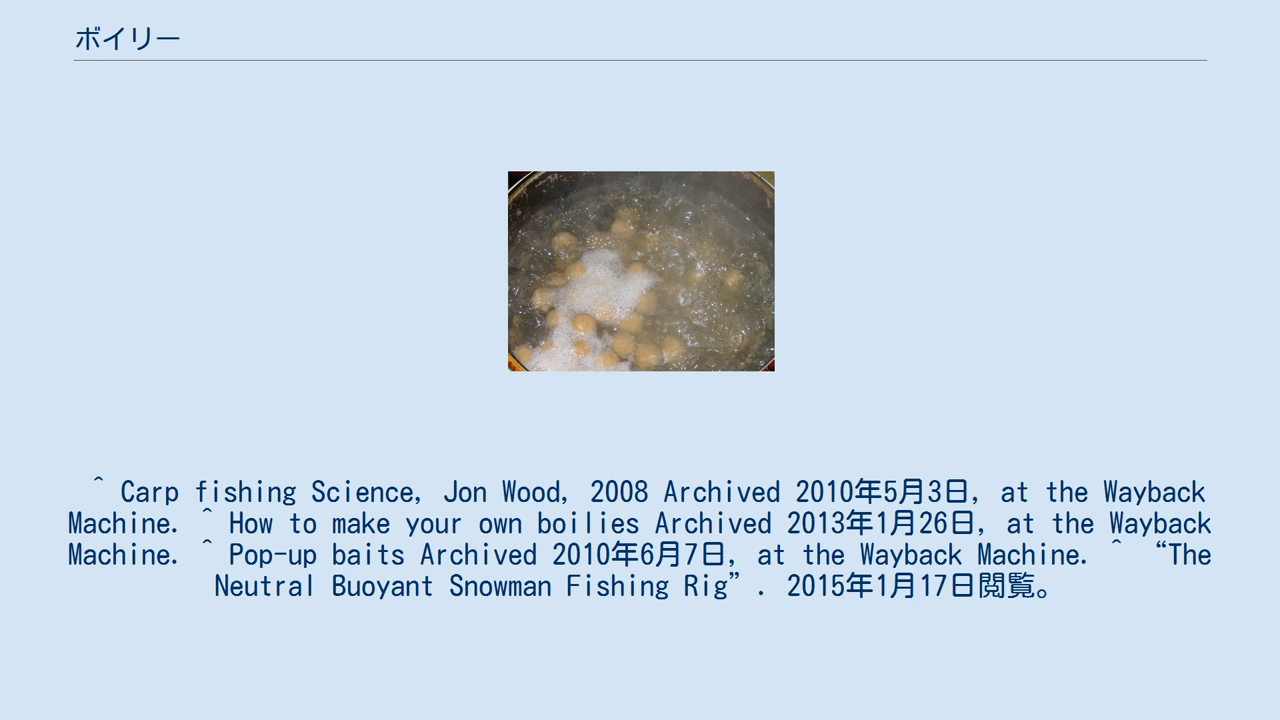 ボイリー
^ Carp fishing Science, Jon Wood, 2008 Archived 2010年5月3日, at the Wayback
Machine. ^ How to make your own boilies Archived 2013年1月26日, at the Wayback
Machine. ^ Pop-up baits Archived 2010年6月7日, at the Wayback Machine. ^ “The
Neutral Buoyant Snowman Fishing Rig”. 2015年1月17日閲覧。